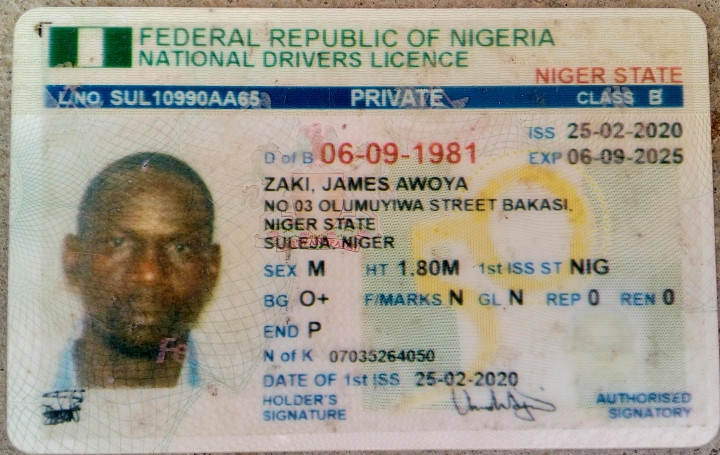 FEDERAL REPUBLIC OF NIGERIA
NATIONAL DRIVERS LICENCE
NIGER STATE
L/NO. SUL10990AA65 PRIVATE CLASS B
ISS 25-02-2020
D of B 06-09-1981 EXP 06-09-2025
ZAKI, JAMES AWOYA
NO 03 OLUMUYIWA STREET BAKASI,
NIGER STATE
SULEJA, NIGER
SEX M HT 1.80M 1st ISS ST NIG
BG O+ F/MARKS N GL N REP 0 REN 0
END P
N of K 07035264050
DATE OF 1st ISS 25-02-2020
HOLDER'S SIGNATURE
AUTHORISED SIGNATORY